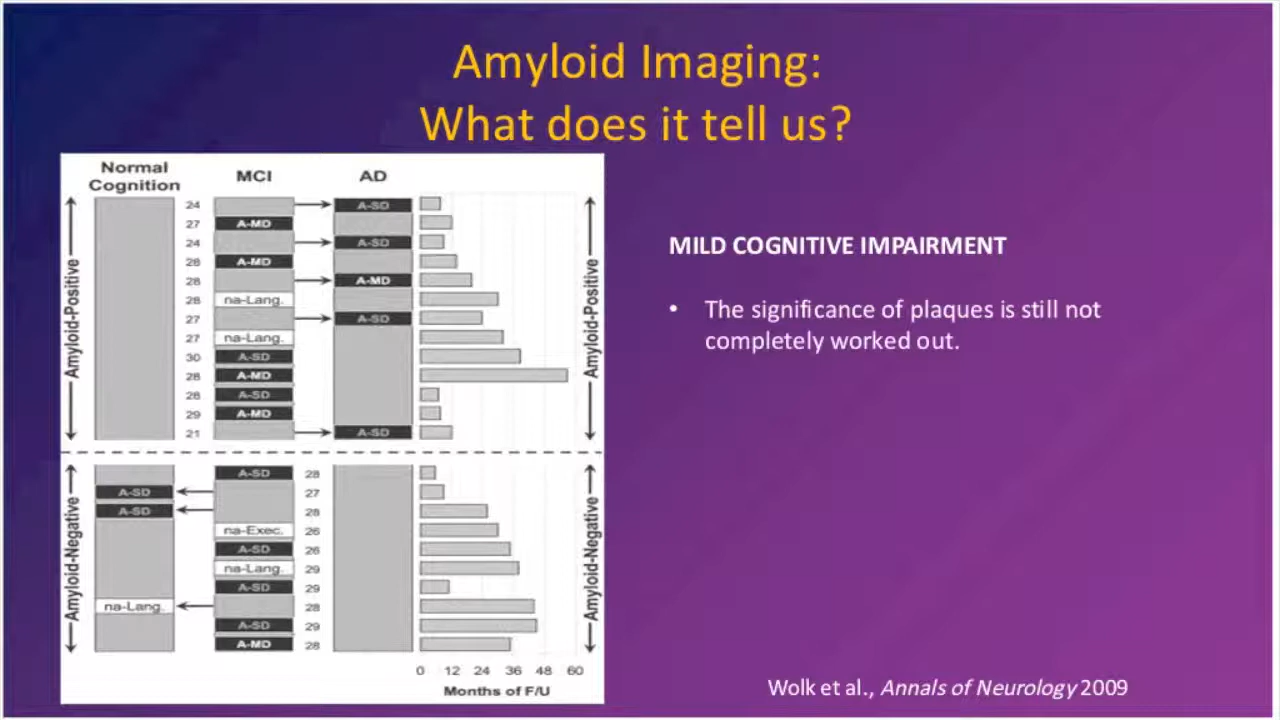 Amyloid Imaging:
What does it tell us?
Normal
Cognition
MCI
AD
Amyloid-Positive
24 A-SD
27 A-MD
24 A-SD
28 A-MD
28 A-MD
28 na-Lang.
27 A-SD
27 na-Lang.
30 A-SD
28 A-MD
28 A-SD
29 A-MD
21 A-SD
Amyloid-Positive
Amyloid-Negative
A-SD 28
A-SD 27
A-SD 28
na-Exec. 26
A-SD 26
na-Lang. 29
A-SD 29
na-Lang. 28
A-SD 29
A-MD 28
Amyloid-Negative
0 12 24 36 48 60
Months of F/U
MILD COGNITIVE IMPAIRMENT
• The significance of plaques is still not
completely worked out.
Wolk et al., Annals of Neurology 2009